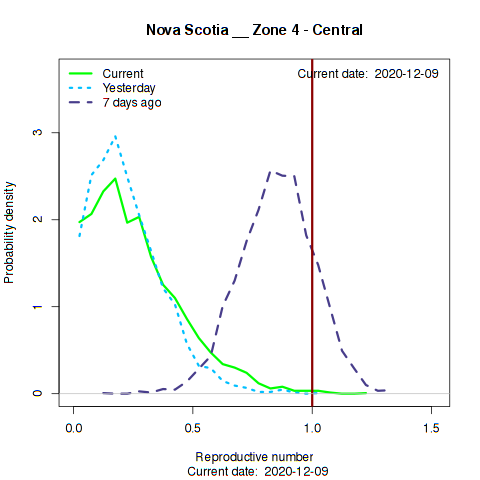 Nova Scotia __ Zone 4 - Central
Current
Yesterday
7 days ago
Current date: 2020-12-09
Probability density
3
2
1
0
0.0 0.5 1.0 1.5
Reproductive number
Current date: 2020-12-09